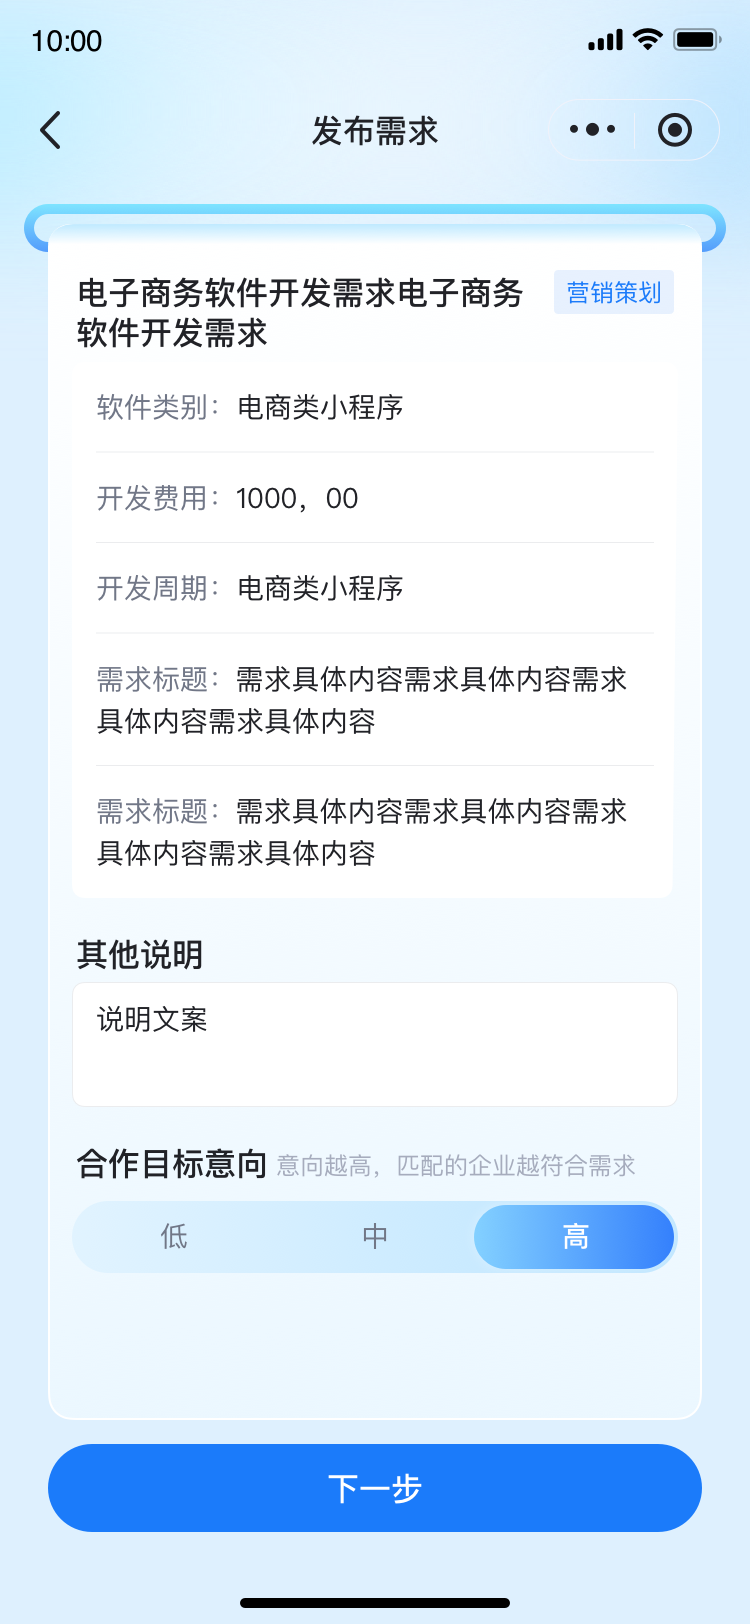 10:00
发布需求
电子商务软件开发需求电子商务
营销策划
软件开发需求
软件类别：电商类小程序
开发费用：1000，00
开发周期：电商类小程序
需求标题：需求具体内容需求具体内容需求
具体内容需求具体内容
需求标题：需求具体内容需求具体内容需求
具体内容需求具体内容
其他说明
说明文案
合作目标意向 意向越高，匹配的企业越符合需求
低 中 高
下一步